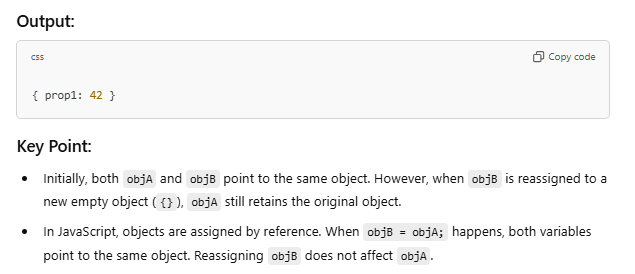 Output:
css Copy code
{ prop1: 42 }
Key Point:
• Initially, both objA and objB point to the same object. However, when objB is reassigned to a
new empty object ( {} ), objA still retains the original object.
• In JavaScript, objects are assigned by reference. When objB = objA; happens, both variables
point to the same object. Reassigning objB does not affect objA .